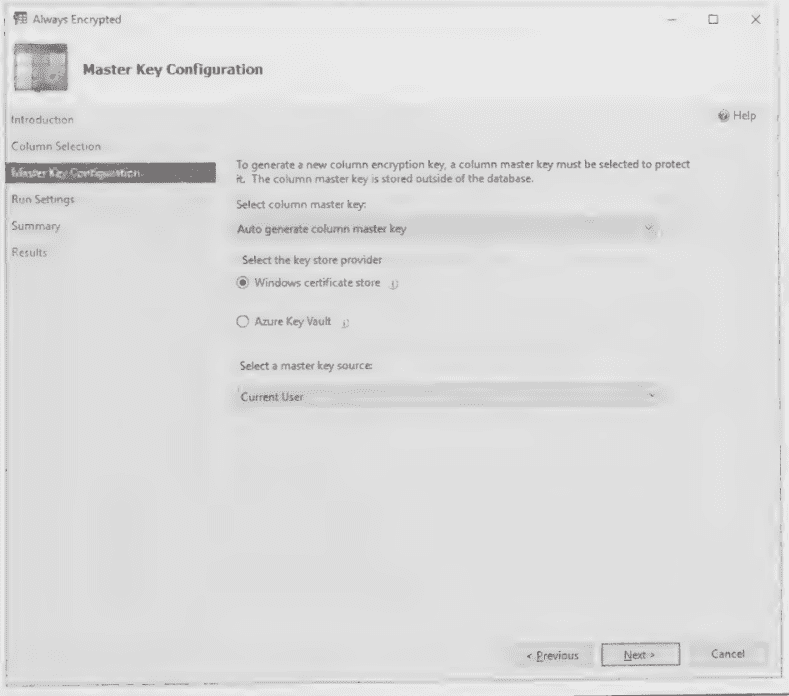 Always Encrypted
Master Key Configuration
Help
Introduction
Column Selection
Master Key Configuration
Run Settings
Summary
Results
To generate a new column encryption key, a column master key must be selected to protect
it. The column master key is stored outside of the database.
Select column master key:
Auto generate column master key
Select the key store provider
Windows certificate store
Azure Key Vault
Select a master key source:
Current User
< Previous
Next >
Cancel